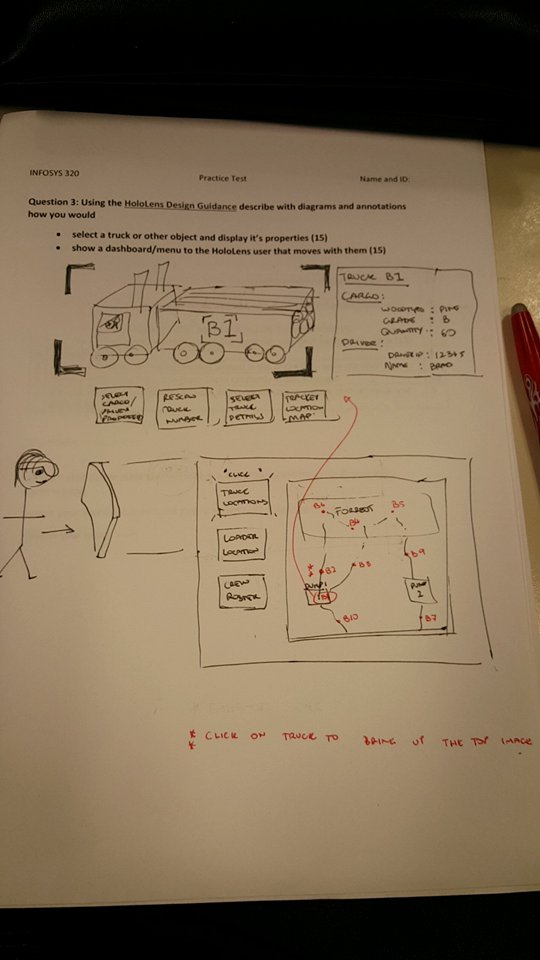 INFOSYS 320
Practice Test
Name and ID:
Question 3: Using the HoloLens Design Guidance describe with diagrams and annotations
how you would
• select a truck or other object and display it's properties (15)
• show a dashboard/menu to the HoloLens user that moves with them (15)
[B1]
TRUCK B1
CARGO:
: PINE
GRADE : B
QUANTITY : 60
DRIVER:
DRIVER ID : 12345
NAME : BRAD
SELECT
CARGO/
RESCAN
TRUCK
NUMBER
SELECT
TRUCK
DETAILS
LOCATION
MAP
"CLICK"
TRUCK
LOCATIONS
LOADER
LOCATION
CREW
ROSTER
B6
FORREST
B5
B4
* B2
*
B8
B9
B1
2
B10
B7
* CLICK ON TRUCK TO BRING UP THE TOP IMAGE
*